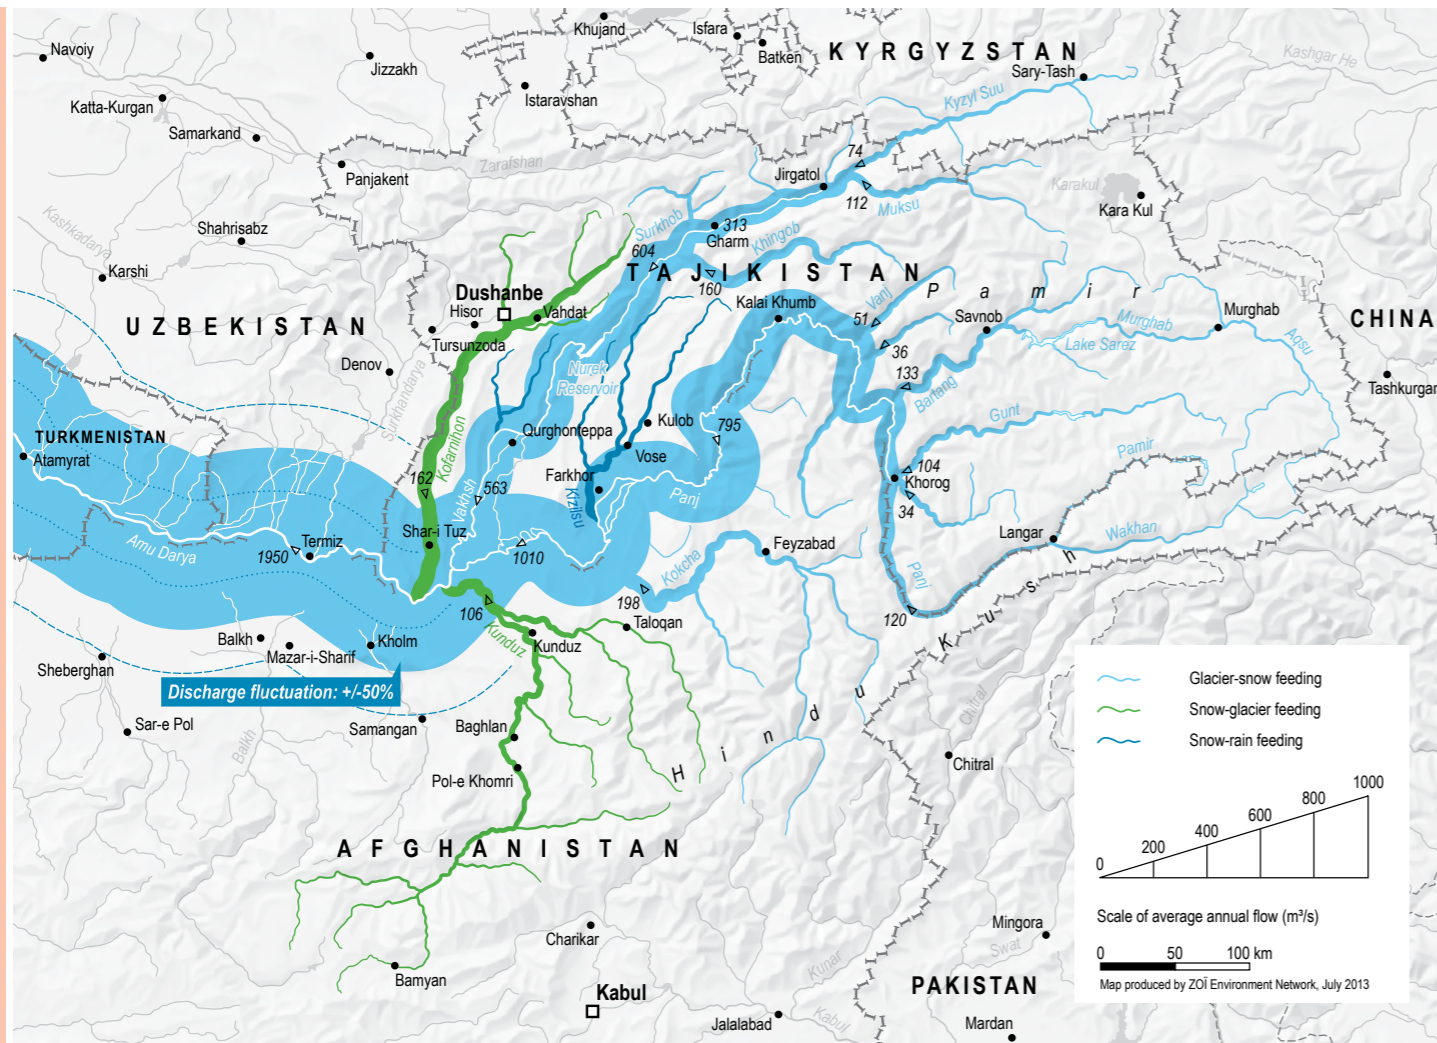 Khujand
Isfara
Batken
KYRGYZSTAN
Sary-Tash
Kashgar He
Navoiy
Jizzakh
Istaravshan
Katta-Kurgan
Samarkand
Kyzyl Suu
Zarafshan
Panjakent
74
Jirgatol
112
Muksu
Karakul
Kara Kul
Kashkadarya
Shahrisabz
Surkhob
313
Gharm
Khingob
604
TAJIKISTAN
160
Karshi
Dushanbe
Hisor
Vahdat
Kalai Khumb
Vanj
51
Pamir
Savnob
Murghab
Murghab
Lake Sarez
Aqsu
CHINA
UZBEKISTAN
Tursunzoda
Denov
Surkhandarya
Nurek
Reservoir
36
133
Bartang
Tashkurgan
Gunt
TURKMENISTAN
Atamyrat
Kofarnihon
Qurghonteppa
Kulob
795
Vose
Pamir
162
Vakhsh
563
Farkhor
Kizilsu
Panj
104
Khorog
34
Shar-i Tuz
Langar
Wakhan
Amu Darya
1950
Termiz
1010
Feyzabad
Kokcha
198
Panj
120
106
Kunduz
Kunduz
Taloqan
Balkh
Mazar-i-Sharif
Kholm
Sheberghan
Discharge fluctuation: +/-50%
Hindu Kush
Sar-e Pol
Balkh
Samangan
Baghlan
Pol-e Khomri
Chitral
Chitral
AFGHANISTAN
Charikar
Bamyan
Kabul
Jalalabad
Kunar
Kabul
Swat
Mingora
PAKISTAN
Mardan
Glacier-snow feeding
Snow-glacier feeding
Snow-rain feeding
0
200
400
600
800
1000
Scale of average annual flow (m³/s)
0 50 100 km
Map produced by ZOÏ Environment Network, July 2013